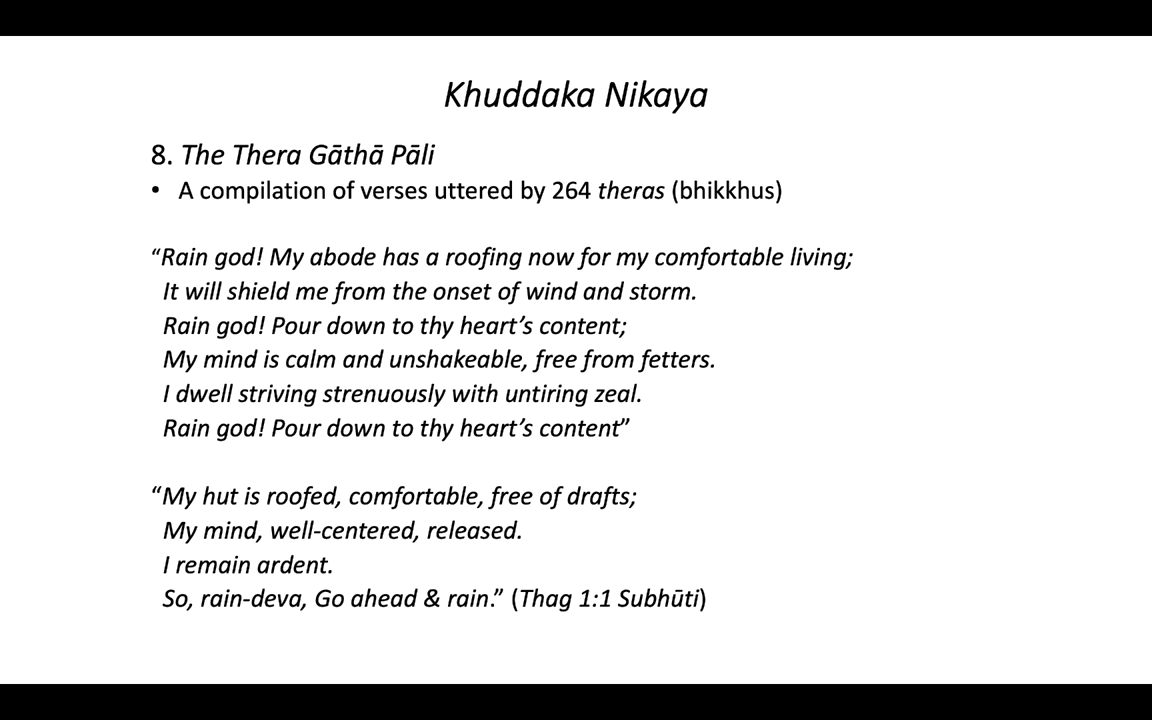 Khuddaka Nikaya
8. The Thera Gāthā Pāli
• A compilation of verses uttered by 264 theras (bhikkhus)
“Rain god! My abode has a roofing now for my comfortable living;
It will shield me from the onset of wind and storm.
Rain god! Pour down to thy heart’s content;
My mind is calm and unshakeable, free from fetters.
I dwell striving strenuously with untiring zeal.
Rain god! Pour down to thy heart’s content”
“My hut is roofed, comfortable, free of drafts;
My mind, well-centered, released.
I remain ardent.
So, rain-deva, Go ahead & rain.” (Thag 1:1 Subhūti)